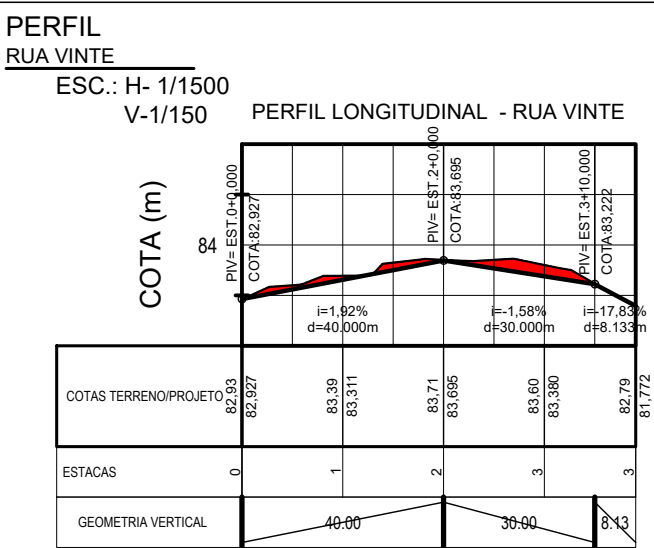 PERFIL
RUA VINTE
ESC.: H- 1/1500
V-1/150
PERFIL LONGITUDINAL - RUA VINTE
COTA (m)
84
PIV= EST.0+0,000
COTA:82,927
PIV= EST.2+0,000
COTA:83,695
PIV= EST.3+10,000
COTA:83,222
i=1,92%
d=40.000m
i=-1,58%
d=30.000m
i=-17,83%
d=8.133m
COTAS TERRENO/PROJETO
82,93
82,927
83,39
83,311
83,71
83,695
83,60
83,380
82,79
81,772
ESTACAS 0 1 2 3 3
GEOMETRIA VERTICAL 40.00 30.00 8.13